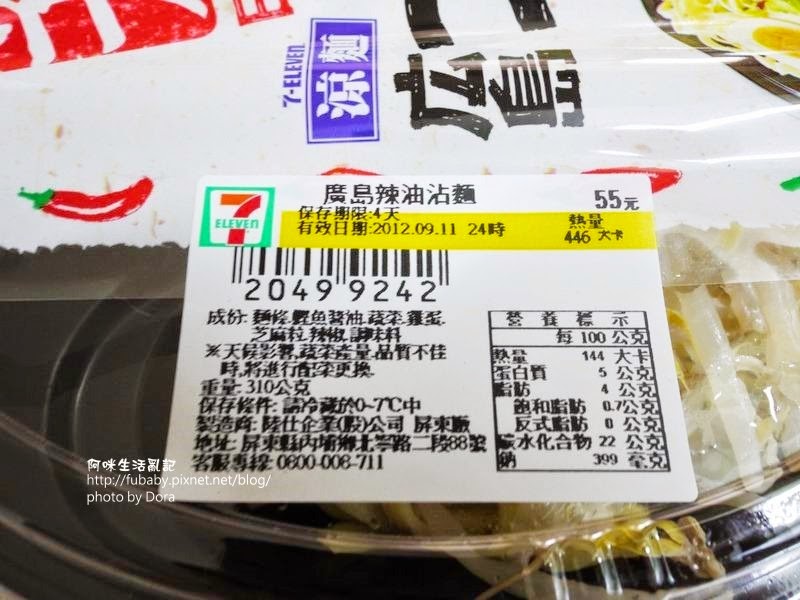 7-ELEVEN
涼麵
広島
7
ELEVEN
廣島辣油沾麵
55元
保存期限:4天
有效日期:2012.09.11 24時
熱量
446 大卡
20499242
成份: 麵條.鰹魚醬油.蔬菜.雞蛋.
芝麻粒.辣椒.調味料
※天候影響,蔬菜產量.品質不佳
時,將進行配菜更換.
重量: 310公克
保存條件: 請冷藏於0~7℃中
製造商: 陸仕企業(股)公司 屏東廠
地址: 屏東縣內埔鄉北寧路二段88號
客服專線: 0800-008-711
營養標示
每 100 公克
熱量 144 大卡
蛋白質 5 公克
脂肪 4 公克
飽和脂肪 0.7公克
反式脂肪 0 公克
碳水化合物 22 公克
鈉 399 毫克
阿咪生活亂記
http://fubaby.pixnet.net/blog/
photo by Dora